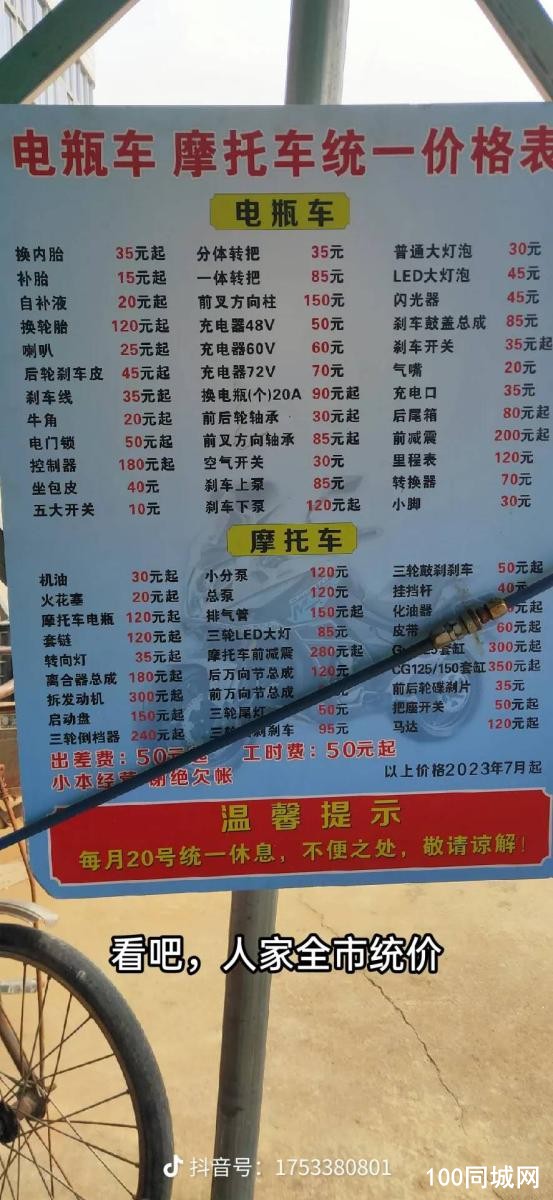 电瓶车 摩托车统一价格表
电瓶车
换内胎 35元起 分体转把 35元 普通大灯泡 30元
补胎 15元起 一体转把 85元 LED大灯泡 45元
自补液 20元起 前叉方向柱 150元 闪光器 45元
换轮胎 120元起 充电器48V 50元 刹车鼓盖总成 85元
喇叭 25元起 充电器60V 60元 刹车开关 35元起
后轮刹车皮 45元起 充电器72V 70元 气嘴 20元
刹车线 35元起 换电瓶(个)20A 90元起 充电口 35元
牛角 20元起 前后轮轴承 30元起 后尾箱 80元起
电门锁 50元起 前叉方向轴承 85元起 前减震 200元起
控制器 180元起 空气开关 30元 里程表 120元
坐包皮 40元 刹车上泵 85元 转换器 70元
五大开关 10元 刹车下泵 120元起 小脚 30元
摩托车
机油 30元起 小分泵 120元 三轮鼓刹刹车 50元起
火花塞 20元起 总泵 120元 挂挡杆 40元
摩托车电瓶 120元起 排气管 150元起 化油器 元起
套链 120元起 三轮LED大灯 85元 皮带 60元起
转向灯 35元起 摩托车前减震 280元起 套缸 300元起
离合器总成 180元起 后万向节总成 CG125/150套缸 350元起
拆发动机 300元起 前万向节总成 前后轮碟刹片 35元
启动盘 150元起 三轮尾灯 把座开关 50元起
三轮倒档器 240元起 刹刹车 95元 马达 120元起
出差费：50元起 工时费：50元起
小本经营 谢绝欠帐 以上价格2023年7月起
温馨提示
每月20号统一休息，不便之处，敬请谅解！
看吧，人家全市统价
抖音号：1753380801
100同城网